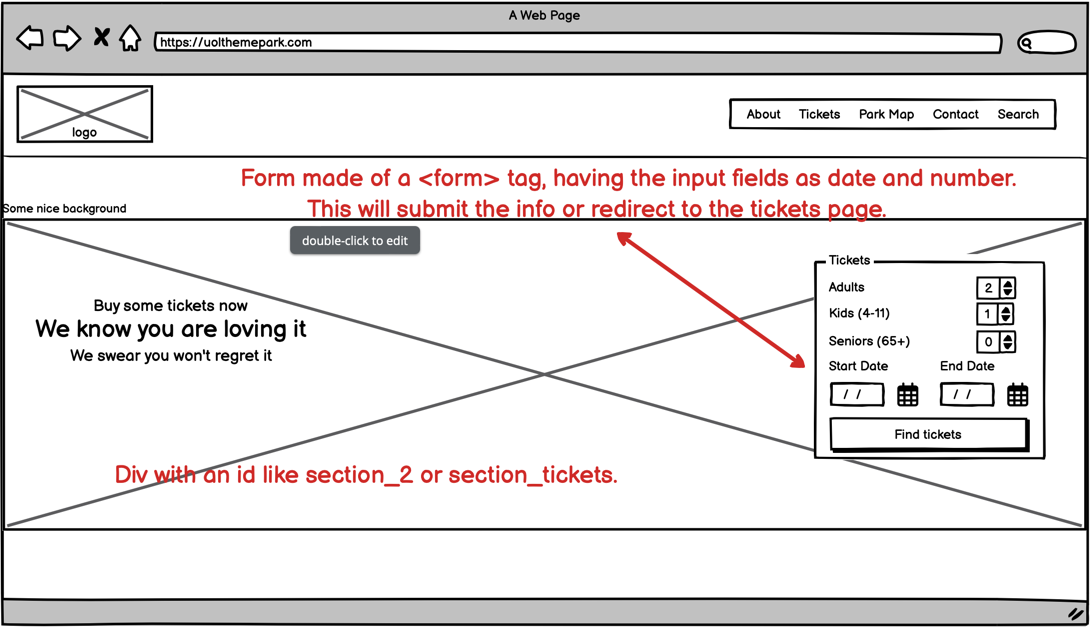 A Web Page
https://uolthemepark.com
logo
About Tickets Park Map Contact Search
Form made of a <form> tag, having the input fields as date and number.
This will submit the info or redirect to the tickets page.
Some nice background
double-click to edit
Buy some tickets now
We know you are loving it
We swear you won't regret it
Tickets
Adults 2
Kids (4-11) 1
Seniors (65+) 0
Start Date End Date
/ / / /
Find tickets
Div with an id like section_2 or section_tickets.